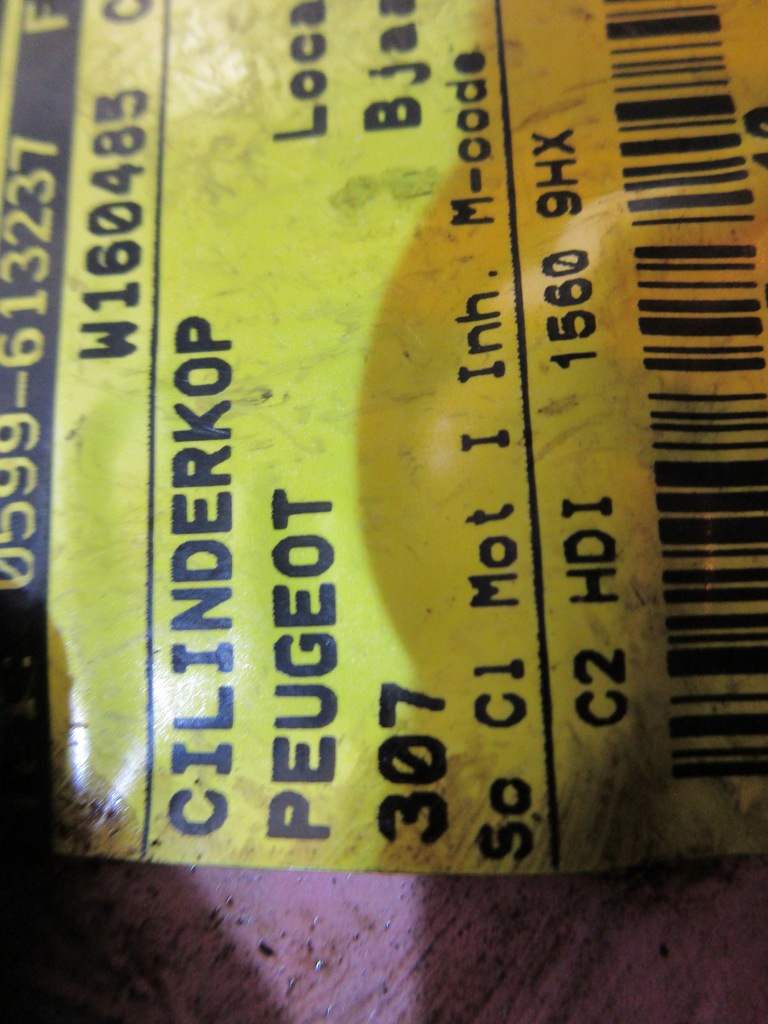 0599-613237 F
W160485
CILINDERKOP
PEUGEOT Loca
307 Bjaa
So Cl Mot I Inh. M-code
C2 HDI 1560 9HX